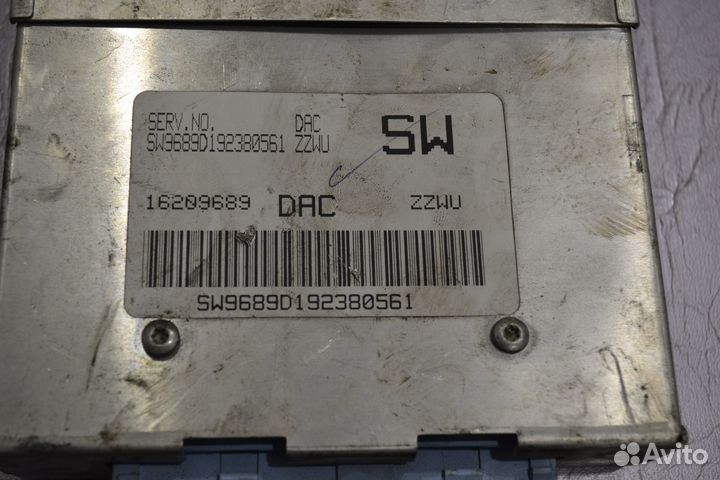 SERV.NO. DAC SW
SW9689D192380561 ZZWU
16209689 DAC ZZWU
SW9689D192380561
Avito